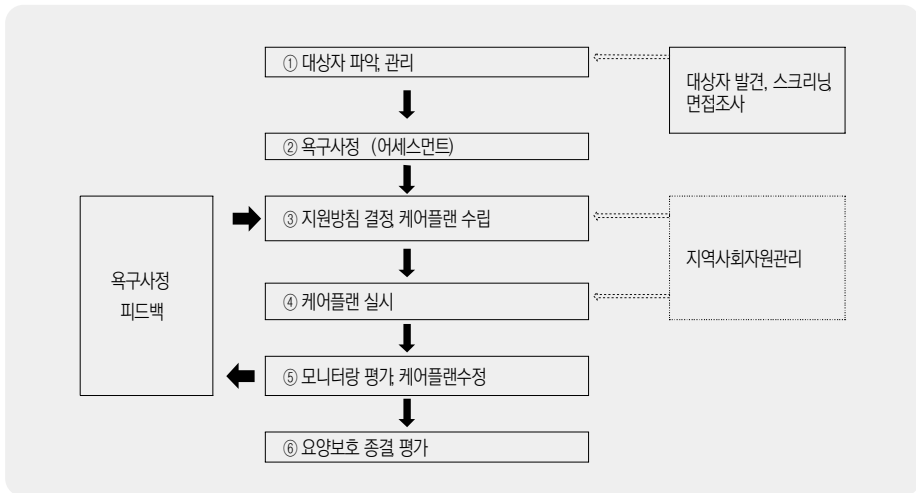 ① 대상자 파악, 관리
대상자 발견, 스크리닝,
면접조사
② 욕구사정 (어세스먼트)
③ 지원방침 결정, 케어플랜 수립
지역사회자원관리
욕구사정
피드백
④ 케어플랜 실시
⑤ 모니터랑 평가, 케어플랜수정
⑥ 요양보호 종결, 평가